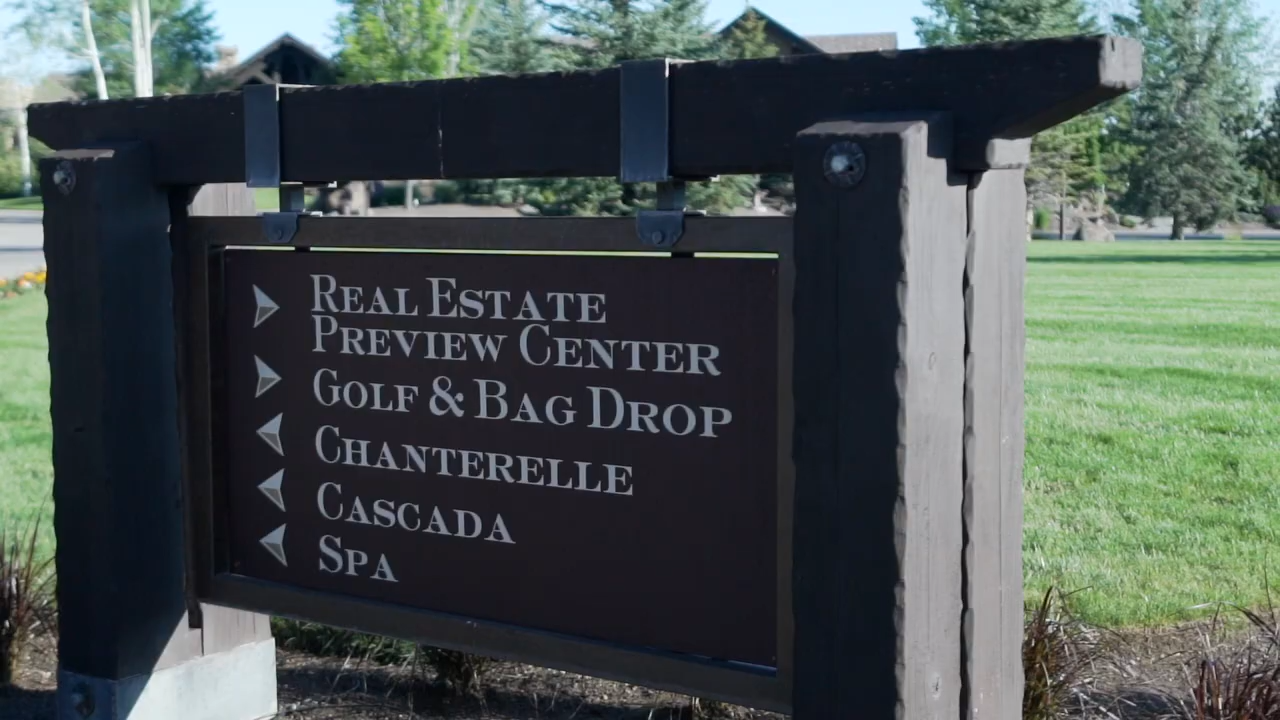 Real Estate
Preview Center
Golf & Bag Drop
Chanterelle
Cascada
Spa